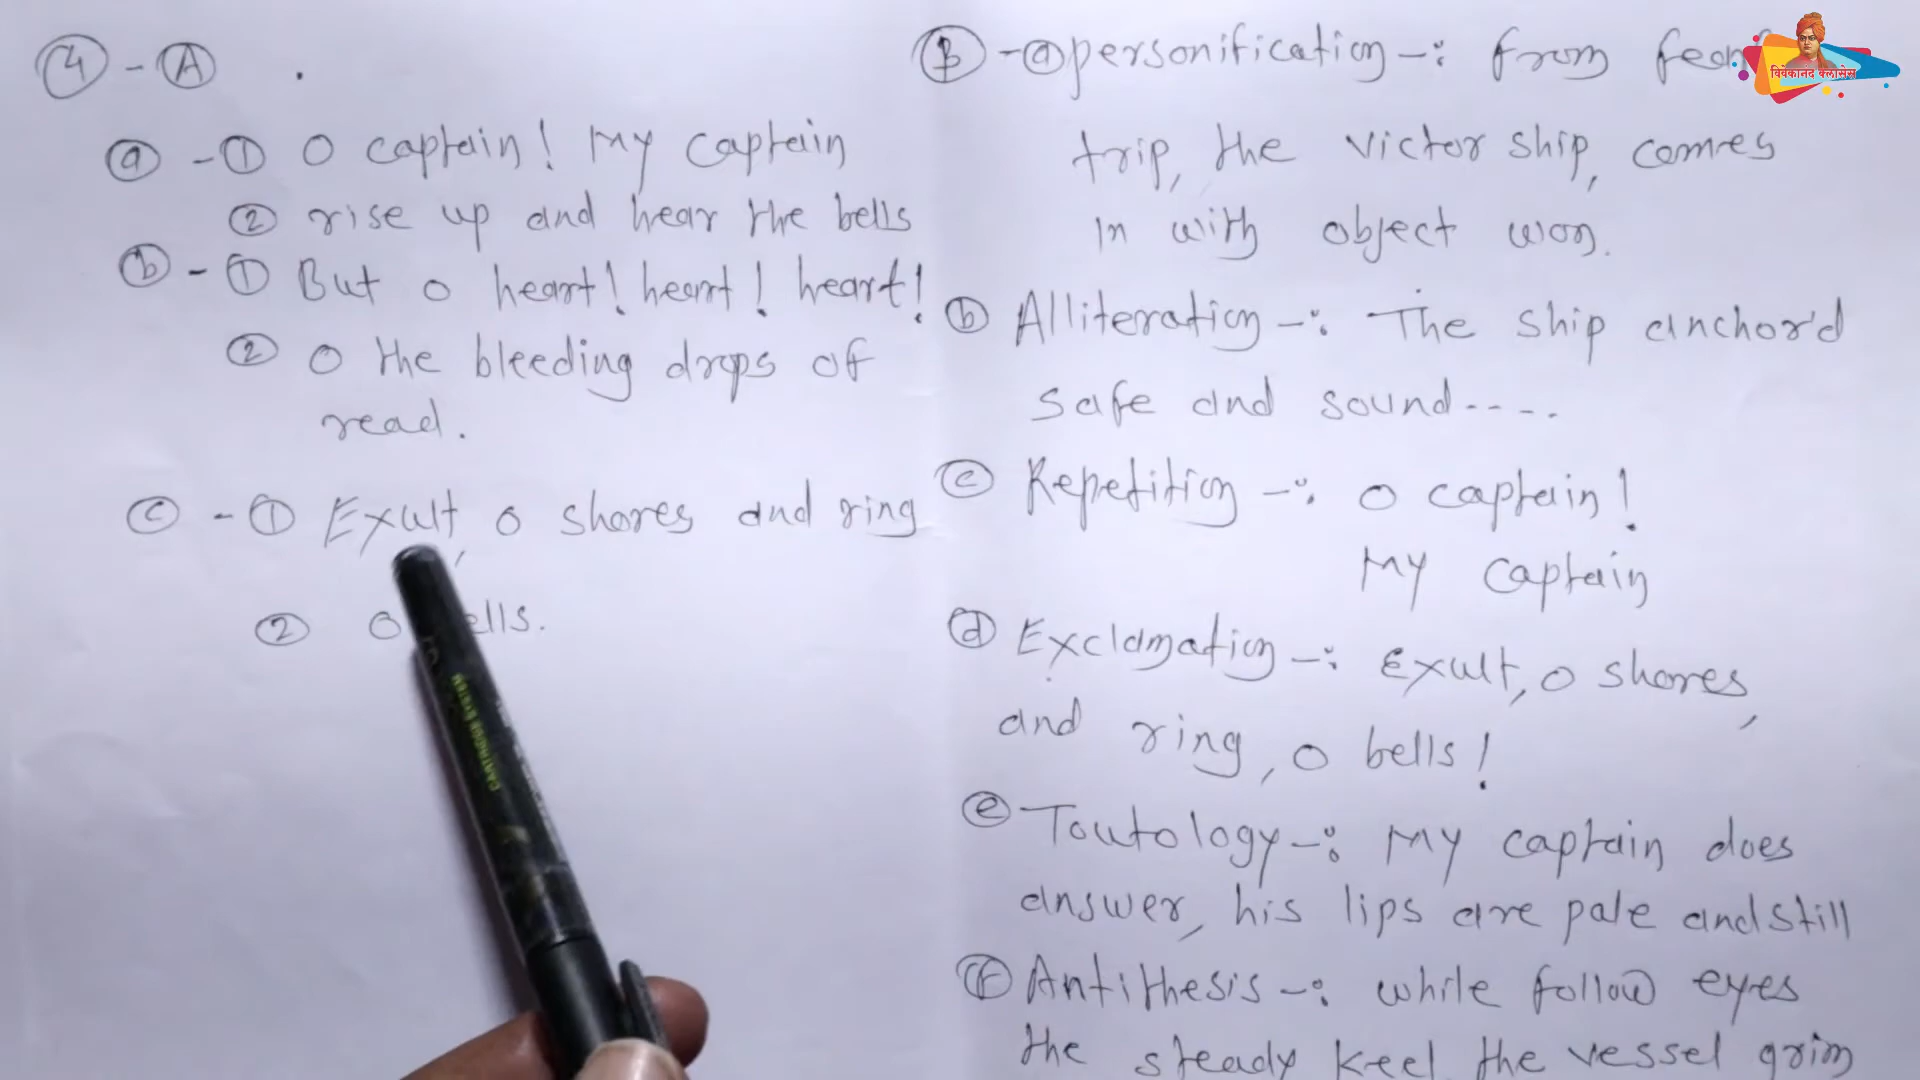 4 - A .
a - 1 O captain! My captain
2 rise up and hear the bells
b - 1 But o heart! heart! heart!
2 O the bleeding drops of
read.
c - 1 Exult, o shores and ring
2 O ells.
B - a personification -: from
trip, the victor ship, comes
In with object won.
b Alliteration -: The ship anchor'd
safe and sound----.
c Repetition -: O captain!
My captain
d Exclamation -: Exult, o shores,
and ring, o bells!
e Toutology -: My captain does
answer, his lips are pale and still
f Antithesis -: while follow eyes
the steady keel the vessel grim
विवेकानंद क्लासेस
CAMTRONIX SYSTEM